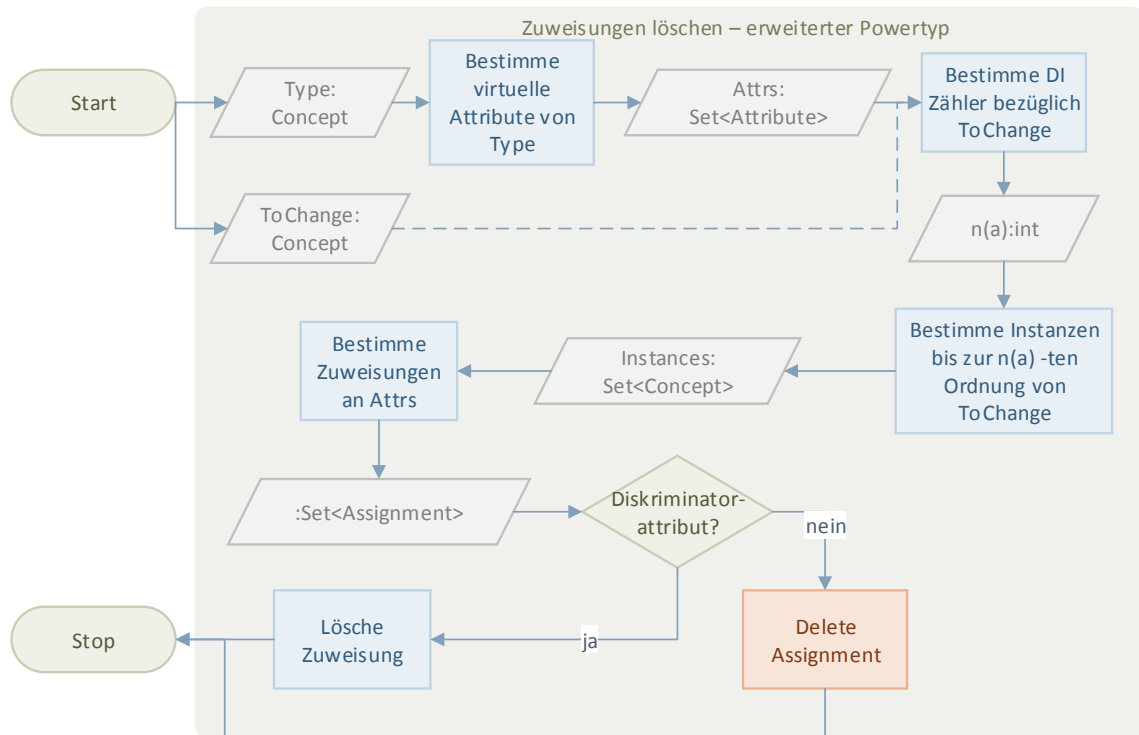 Zuweisungen löschen – erweiterter Powertyp
Start
Type:
Concept
Bestimme
virtuelle
Attribute von
Type
Attrs:
Set<Attribute>
Bestimme DI
Zähler bezüglich
ToChange
ToChange:
Concept
n(a):int
Bestimme Instanzen
bis zur n(a) -ten
Ordnung von
ToChange
Instances:
Set<Concept>
Bestimme
Zuweisungen
an Attrs
:Set<Assignment>
Diskriminator-
attribut?
nein
ja
Delete
Assignment
Lösche
Zuweisung
Stop